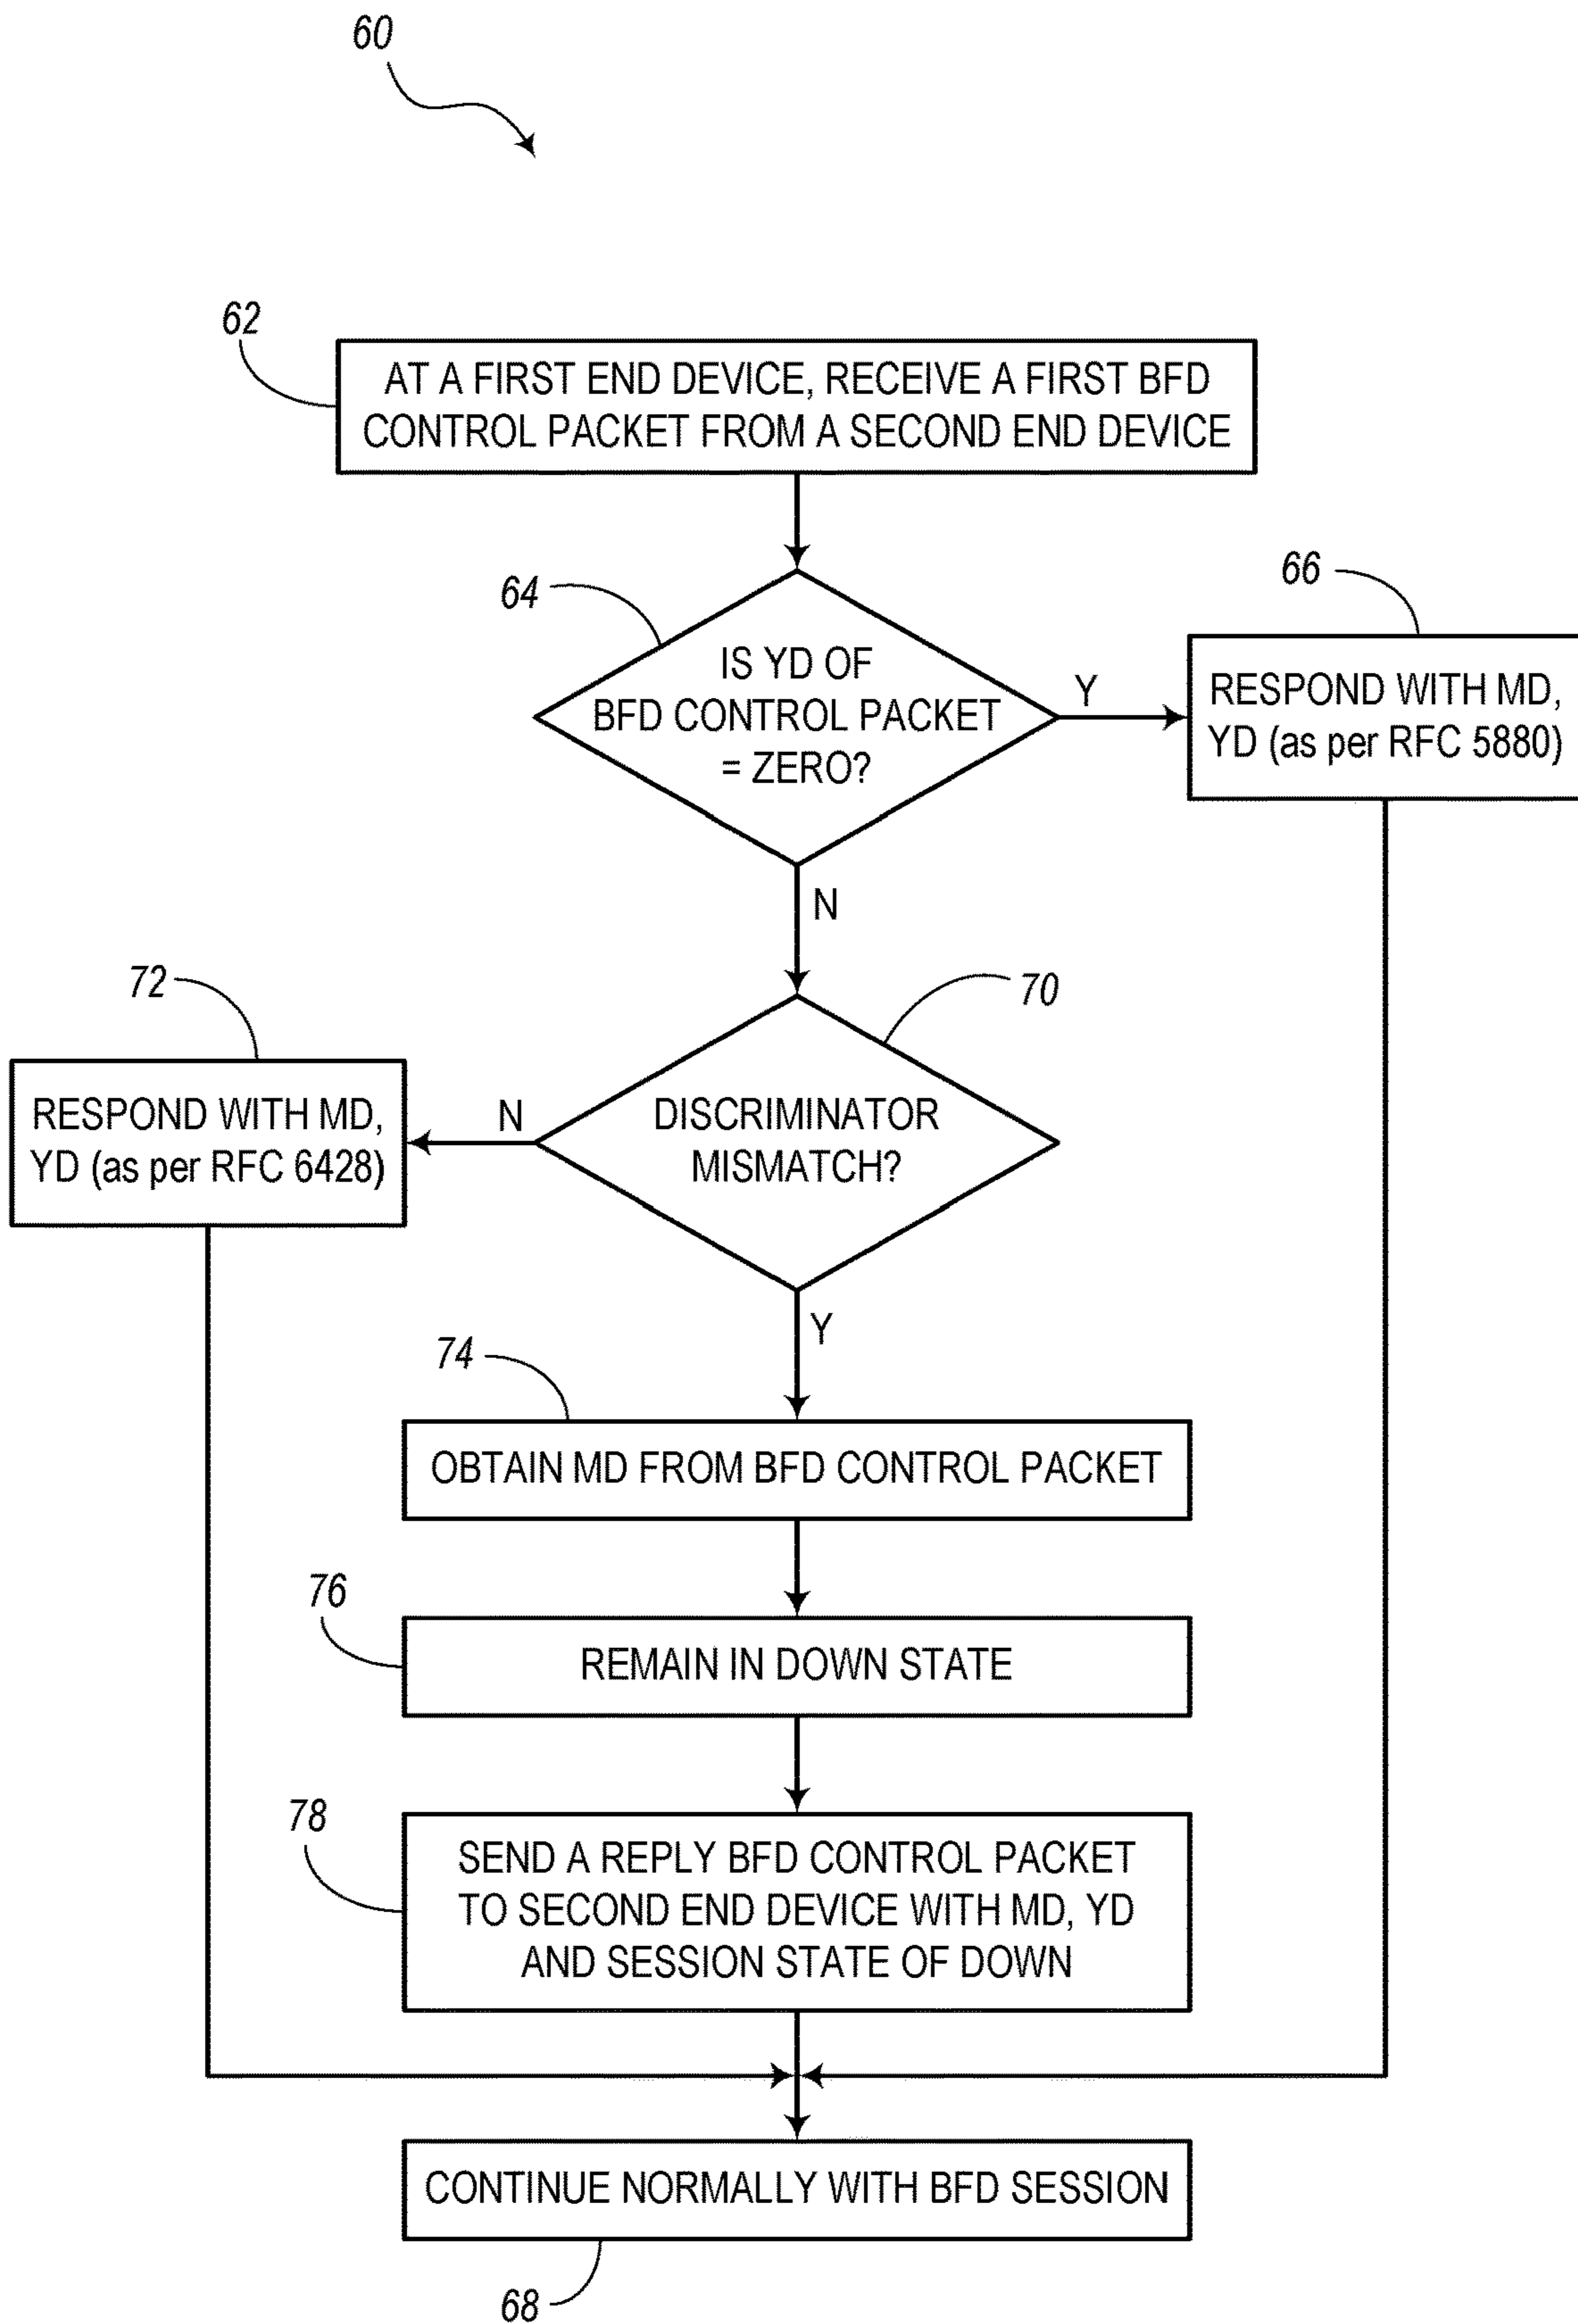 60
62
AT A FIRST END DEVICE, RECEIVE A FIRST BFD
CONTROL PACKET FROM A SECOND END DEVICE
64
IS YD OF
BFD CONTROL PACKET
= ZERO?
Y
66
RESPOND WITH MD,
YD (as per RFC 5880)
N
70
DISCRIMINATOR
MISMATCH?
N
72
RESPOND WITH MD,
YD (as per RFC 6428)
Y
74
OBTAIN MD FROM BFD CONTROL PACKET
76
REMAIN IN DOWN STATE
78
SEND A REPLY BFD CONTROL PACKET
TO SECOND END DEVICE WITH MD, YD
AND SESSION STATE OF DOWN
CONTINUE NORMALLY WITH BFD SESSION
68